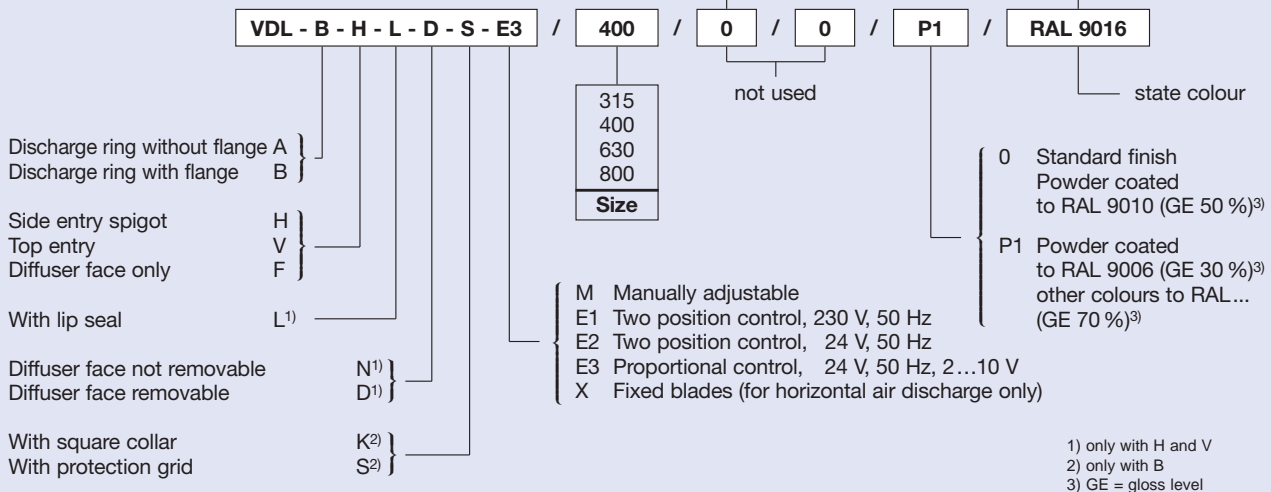 VDL - B - H - L - D - S - E3 / 400 / 0 / 0 / P1 / RAL 9016
not used
state colour
315
400
630
800
Size
Discharge ring without flange A
Discharge ring with flange B
Side entry spigot H
Top entry V
Diffuser face only F
With lip seal L1)
Diffuser face not removable N1)
Diffuser face removable D1)
With square collar K2)
With protection grid S2)
M Manually adjustable
E1 Two position control, 230 V, 50 Hz
E2 Two position control, 24 V, 50 Hz
E3 Proportional control, 24 V, 50 Hz, 2...10 V
X Fixed blades (for horizontal air discharge only)
0 Standard finish
Powder coated
to RAL 9010 (GE 50 %)3)
P1 Powder coated
to RAL 9006 (GE 30 %)3)
other colours to RAL...
(GE 70 %)3)
1) only with H and V
2) only with B
3) GE = gloss level